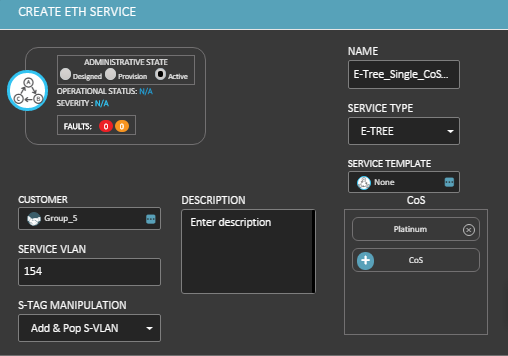 CREATE ETH SERVICE
ADMINISTRATIVE STATE
Designed Provision Active
OPERATIONAL STATUS: N/A
SEVERITY : N/A
FAULTS: 0 0
A
C B
NAME
E-Tree_Single_CoS...
SERVICE TYPE
E-TREE
SERVICE TEMPLATE
None
CUSTOMER
Group_5
SERVICE VLAN
154
S-TAG MANIPULATION
Add & Pop S-VLAN
DESCRIPTION
Enter description
CoS
Platinum
CoS